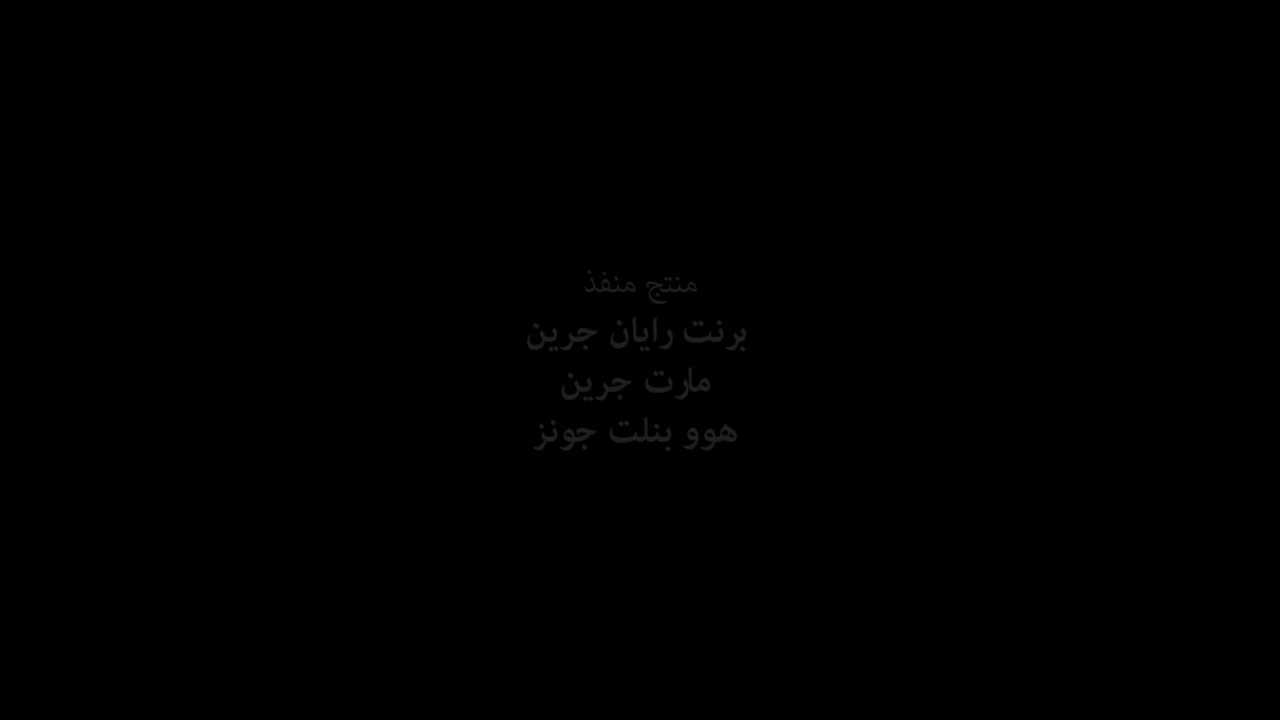 منتج منفذ
برنت رايان جرين
مارت جرين
هوو بنلت جونز